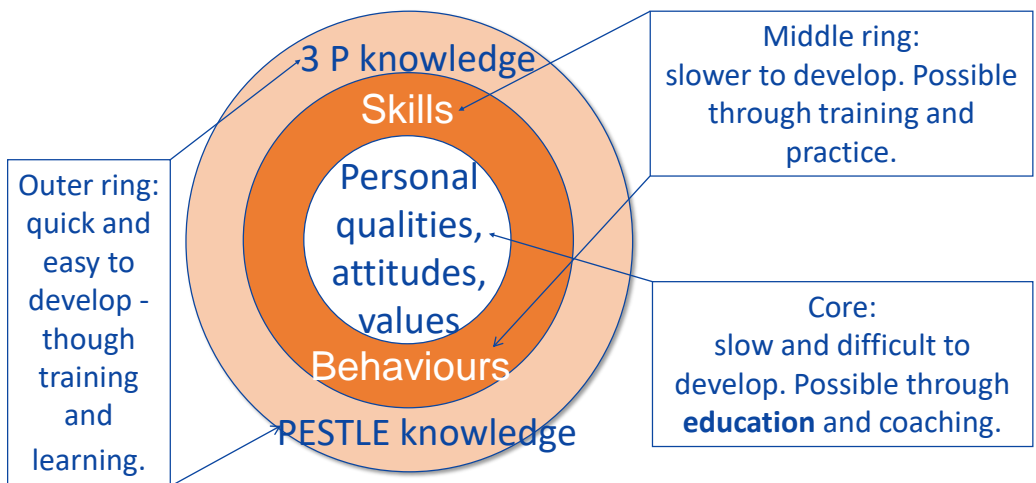 3 P knowledge
Skills
Personal
qualities,
attitudes,
values
Behaviours
PESTLE knowledge
Outer ring:
quick and
easy to
develop -
though
training
and
learning.
Middle ring:
slower to develop. Possible
through training and
practice.
Core:
slow and difficult to
develop. Possible through
education and coaching.